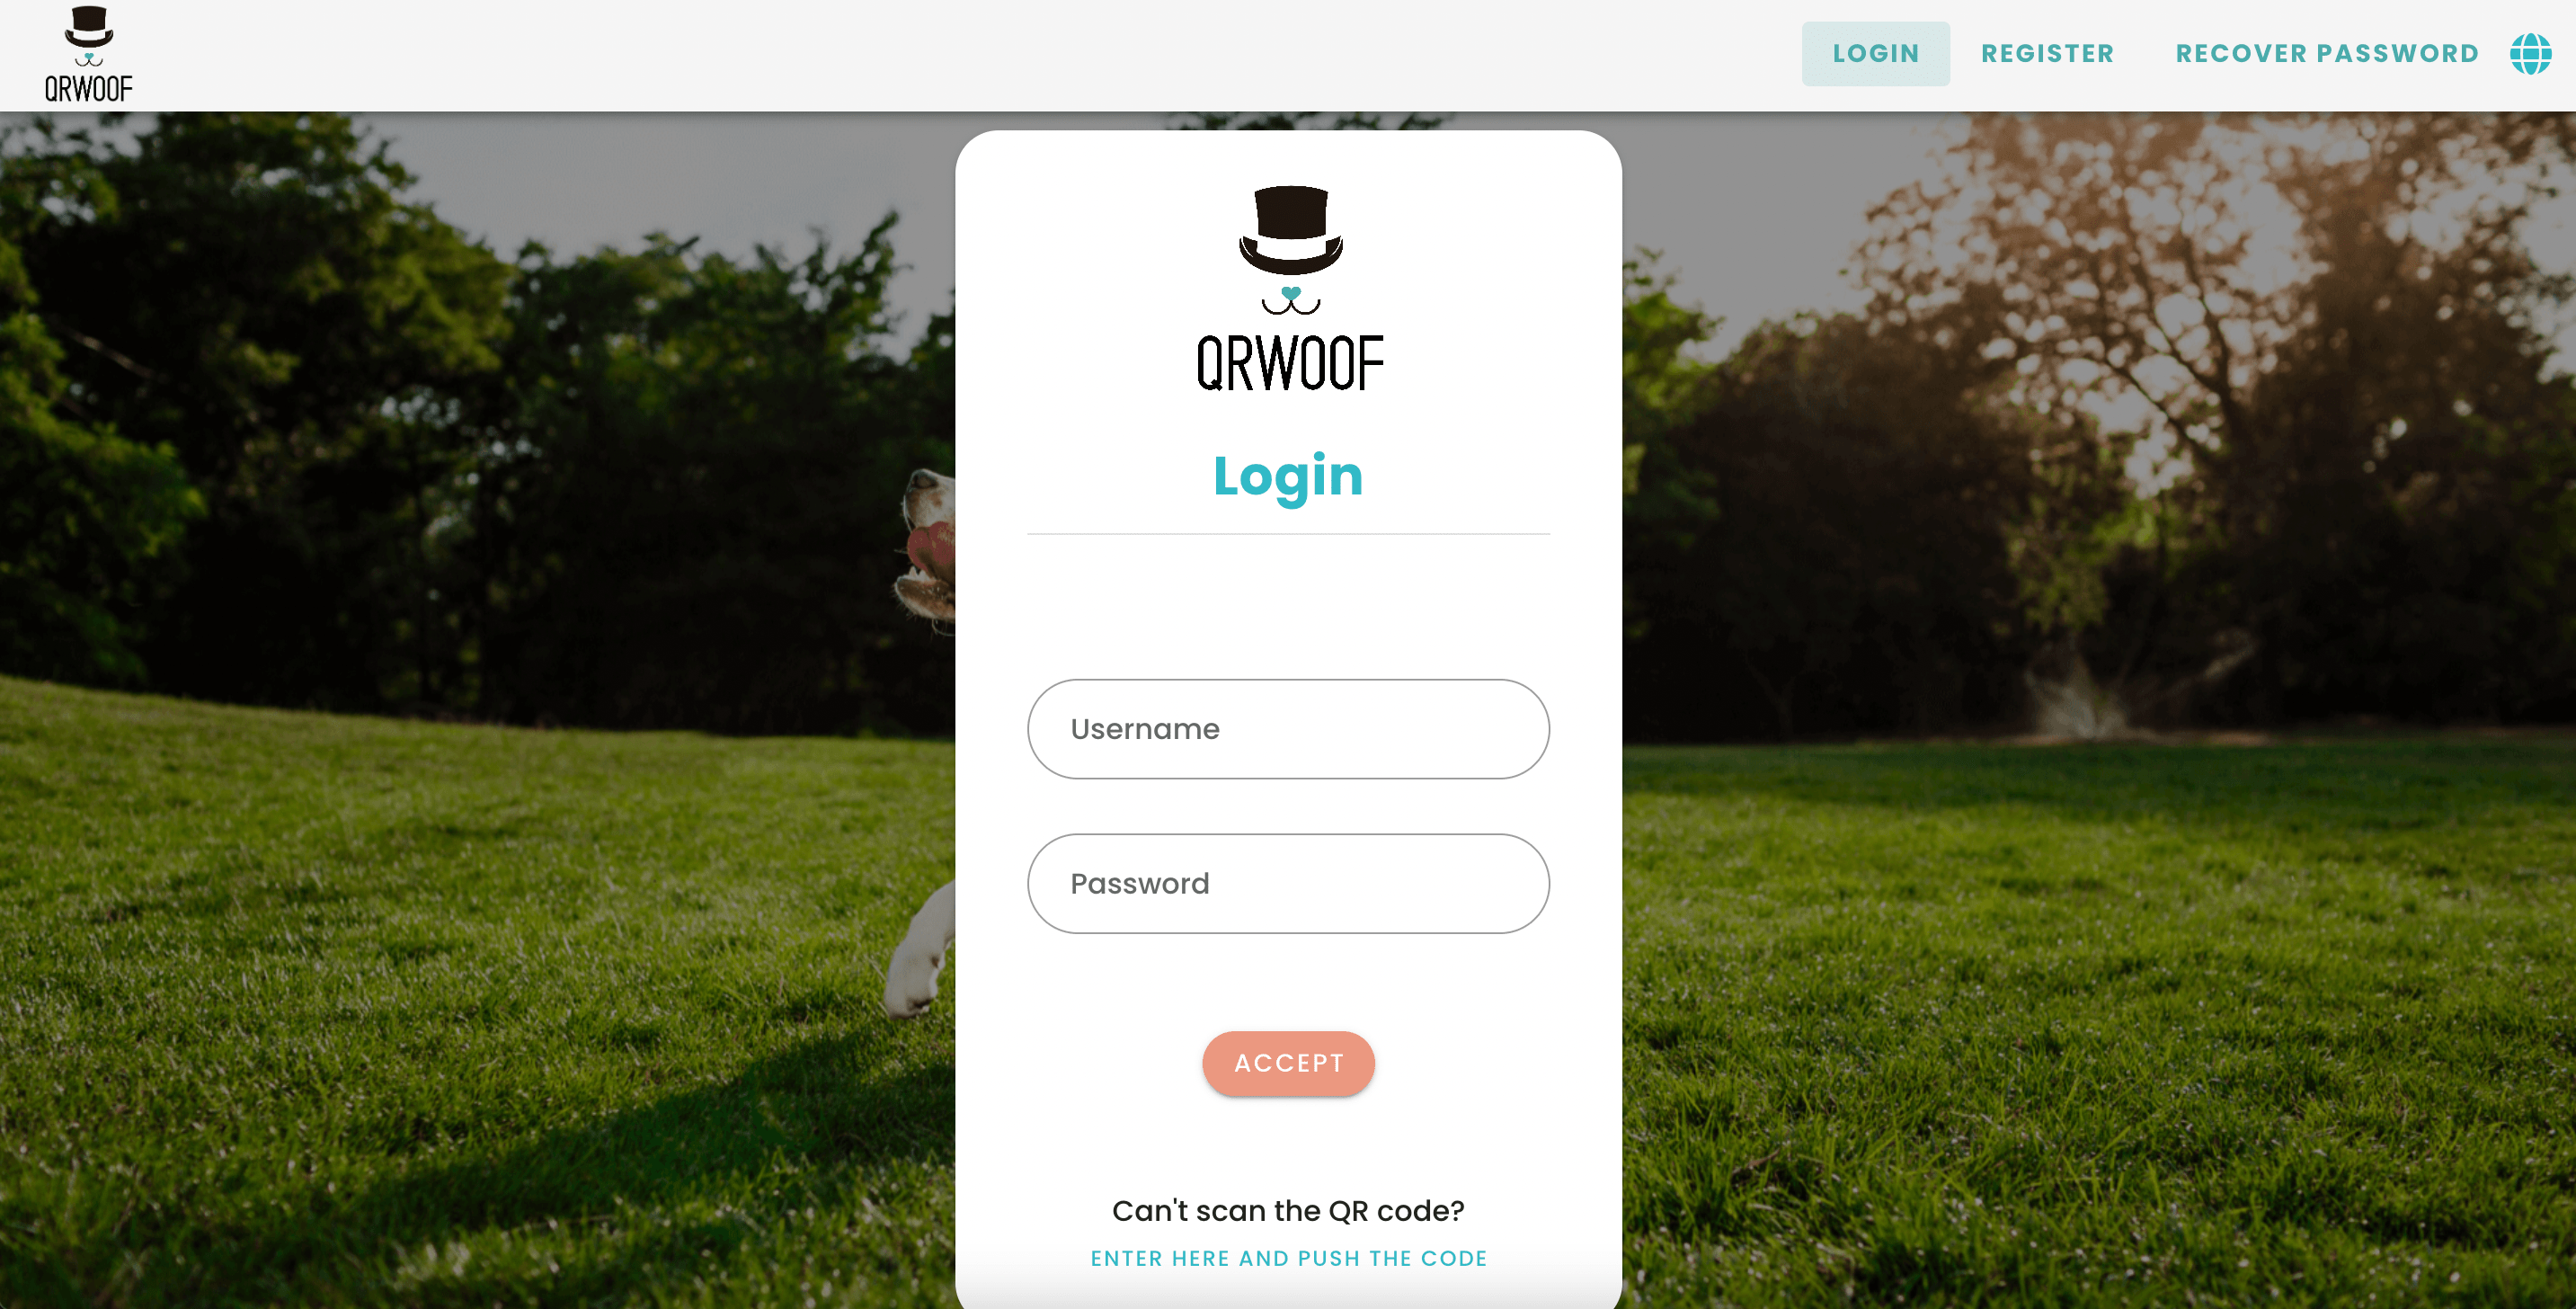 QRWOOF
LOGIN
REGISTER
RECOVER PASSWORD
QRWOOF
Login
Username
Password
ACCEPT
Can't scan the QR code?
ENTER HERE AND PUSH THE CODE